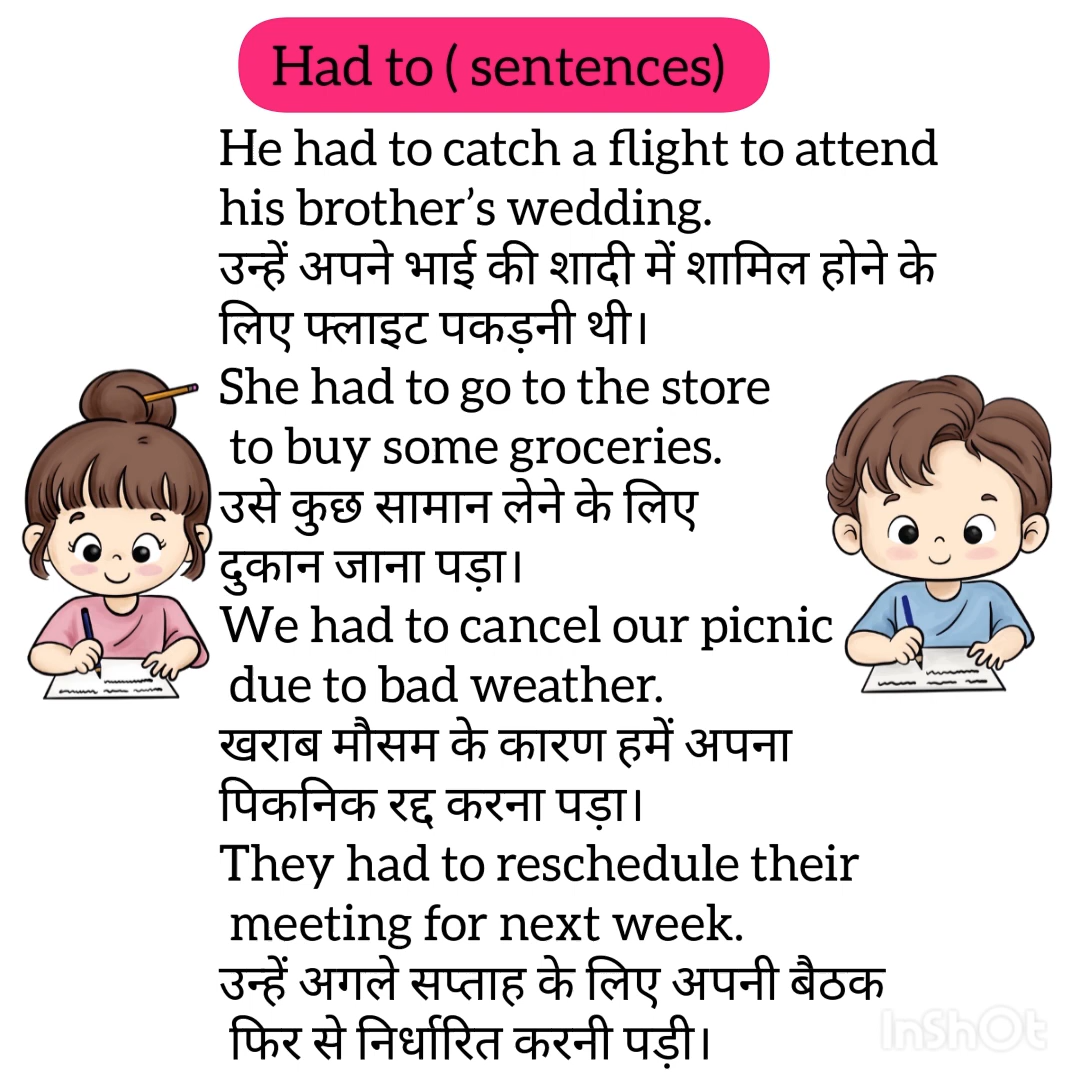 Had to ( sentences)
He had to catch a flight to attend
his brother’s wedding.
उन्हें अपने भाई की शादी में शामिल होने के
लिए फ्लाइट पकड़नी थी।
She had to go to the store
to buy some groceries.
उसे कुछ सामान लेने के लिए
दुकान जाना पड़ा।
We had to cancel our picnic
due to bad weather.
खराब मौसम के कारण हमें अपना
पिकनिक रद्द करना पड़ा।
They had to reschedule their
meeting for next week.
उन्हें अगले सप्ताह के लिए अपनी बैठक
फिर से निर्धारित करनी पड़ी।
InShOt